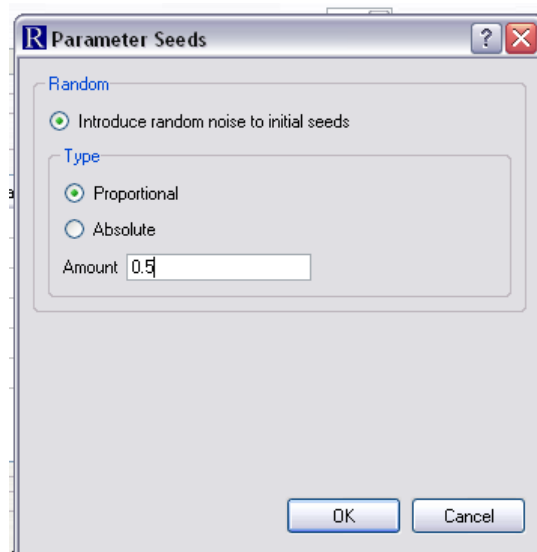 R Parameter Seeds ?
Random
Introduce random noise to initial seeds
Type
Proportional
Absolute
Amount 0.5
OK Cancel